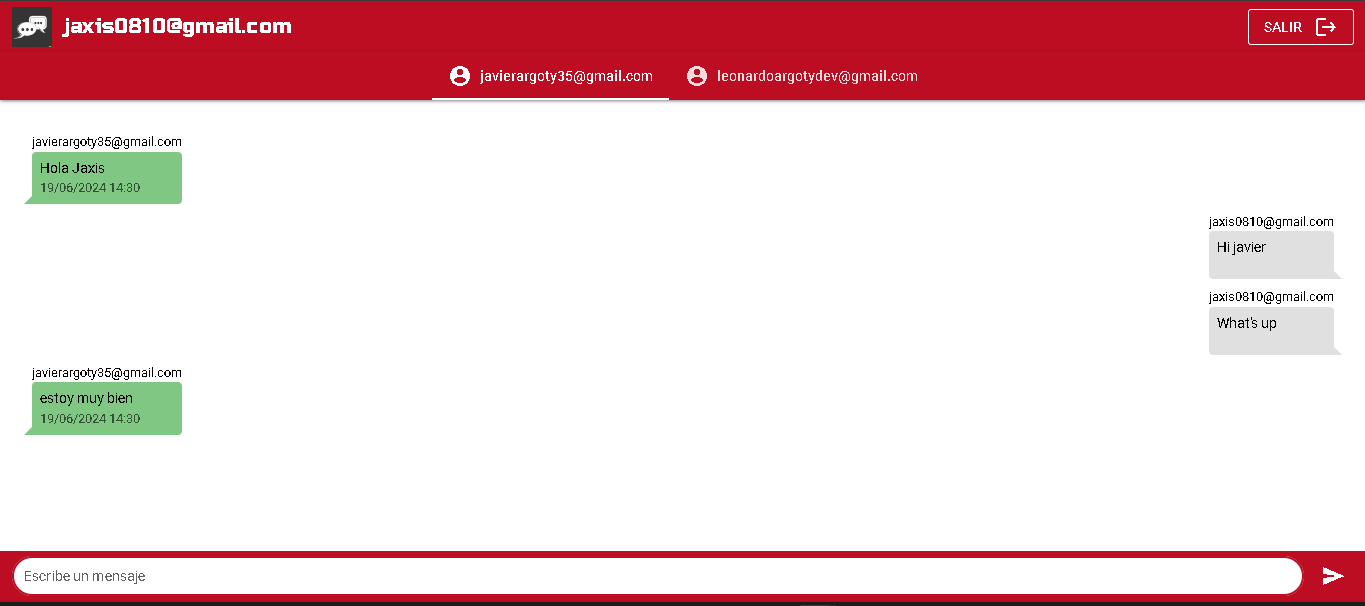 jaxis0810@gmail.com
SALIR
javierargoty35@gmail.com
leonardoargotydev@gmail.com
javierargoty35@gmail.com
Hola Jaxis
19/06/2024 14:30
jaxis0810@gmail.com
Hi javier
jaxis0810@gmail.com
What's up
javierargoty35@gmail.com
estoy muy bien
19/06/2024 14:30
Escribe un mensaje